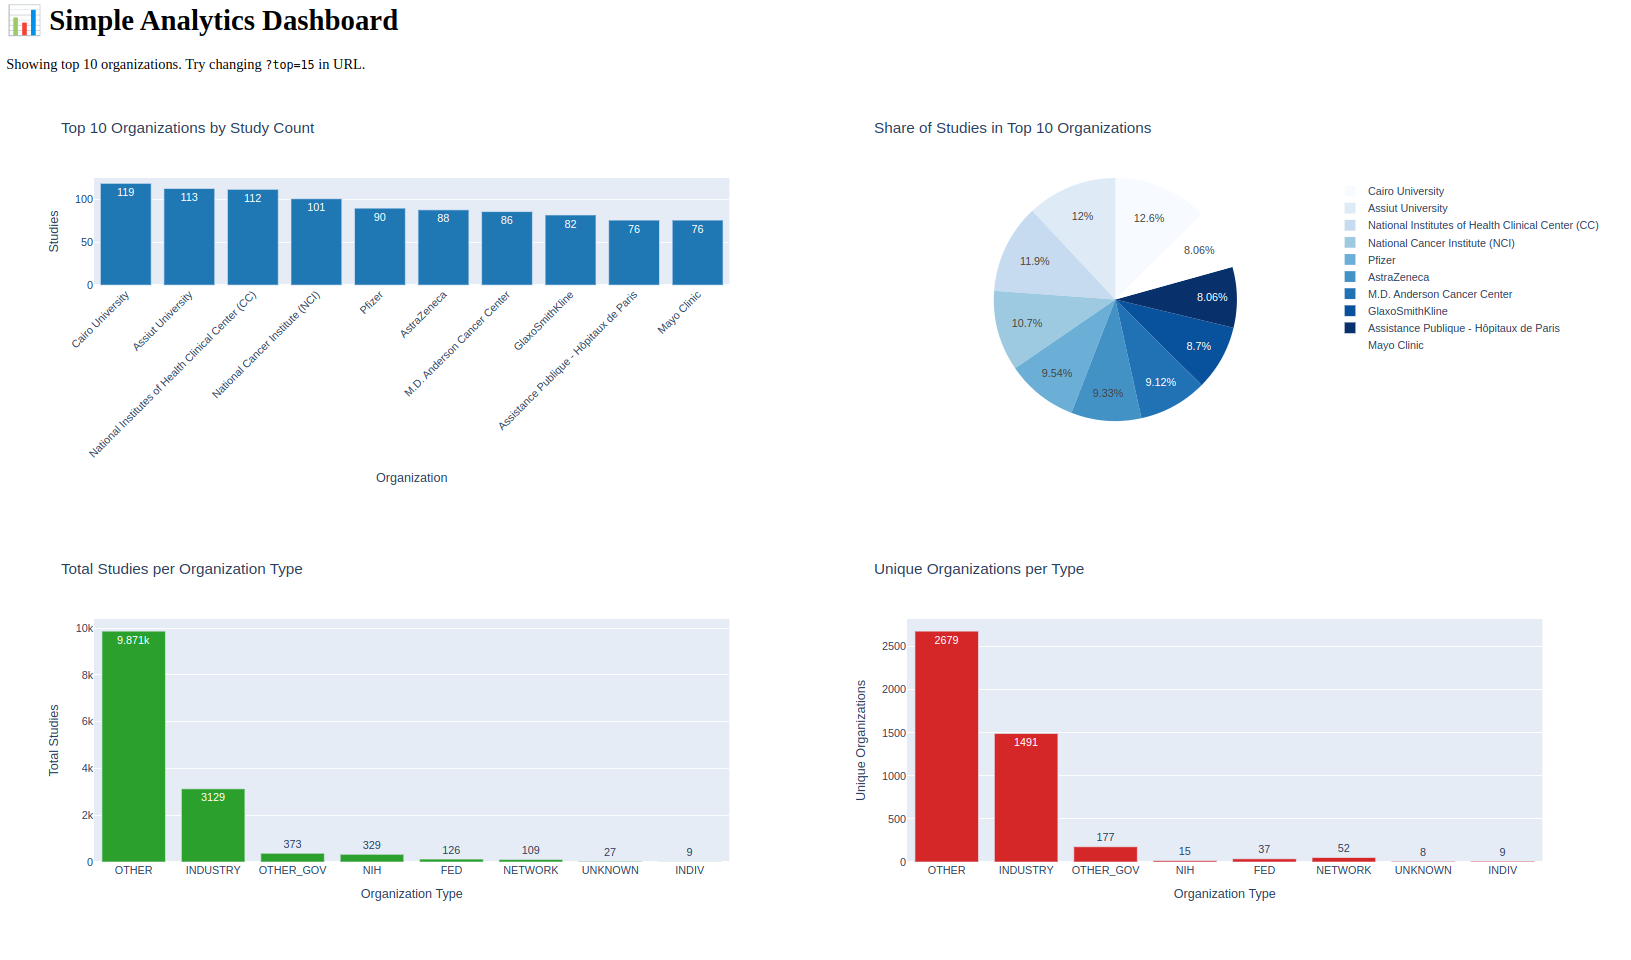 📊 Simple Analytics Dashboard
Showing top 10 organizations. Try changing ?top=15 in URL.
Top 10 Organizations by Study Count
Studies
100
50
0
119
113
112
101
90
88
86
82
76
76
Cairo University
Assiut University
National Institutes of Health Clinical Center (CC)
National Cancer Institute (NCI)
Pfizer
AstraZeneca
M.D. Anderson Cancer Center
GlaxoSmithKline
Assistance Publique - Hôpitaux de Paris
Mayo Clinic
Organization
Share of Studies in Top 10 Organizations
12.6%
8.06%
8.06%
8.7%
9.12%
9.33%
9.54%
10.7%
11.9%
12%
Cairo University
Assiut University
National Institutes of Health Clinical Center (CC)
National Cancer Institute (NCI)
Pfizer
AstraZeneca
M.D. Anderson Cancer Center
GlaxoSmithKline
Assistance Publique - Hôpitaux de Paris
Mayo Clinic
Total Studies per Organization Type
Total Studies
10k
8k
6k
4k
2k
0
9.871k
3129
373
329
126
109
27
9
OTHER
INDUSTRY
OTHER_GOV
NIH
FED
NETWORK
UNKNOWN
INDIV
Organization Type
Unique Organizations per Type
Unique Organizations
2500
2000
1500
1000
500
0
2679
1491
177
15
37
52
8
9
OTHER
INDUSTRY
OTHER_GOV
NIH
FED
NETWORK
UNKNOWN
INDIV
Organization Type